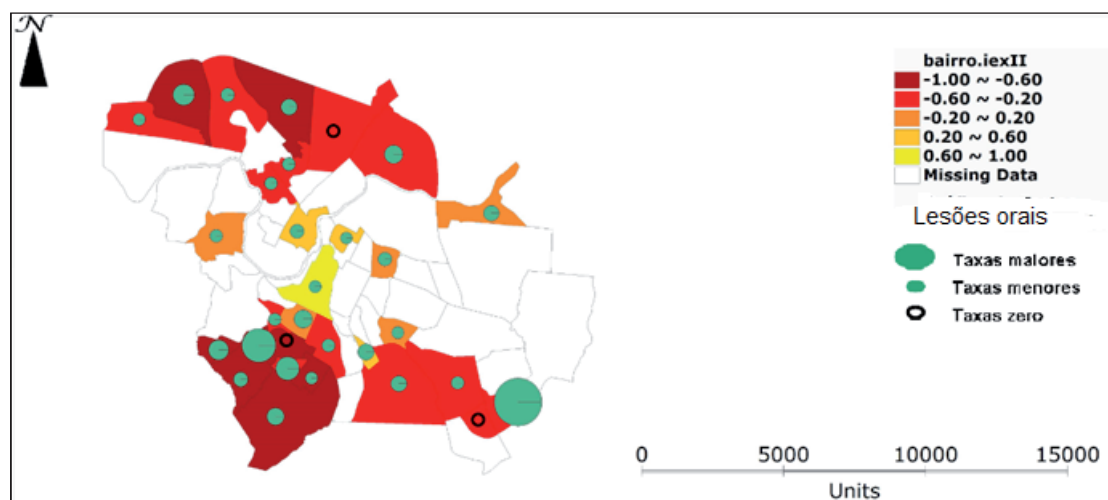 N
bairro.iexII
-1.00 ~ -0.60
-0.60 ~ -0.20
-0.20 ~ 0.20
0.20 ~ 0.60
0.60 ~ 1.00
Missing Data
Lesões orais
Taxas maiores
Taxas menores
Taxas zero
0 5000 10000 15000
Units